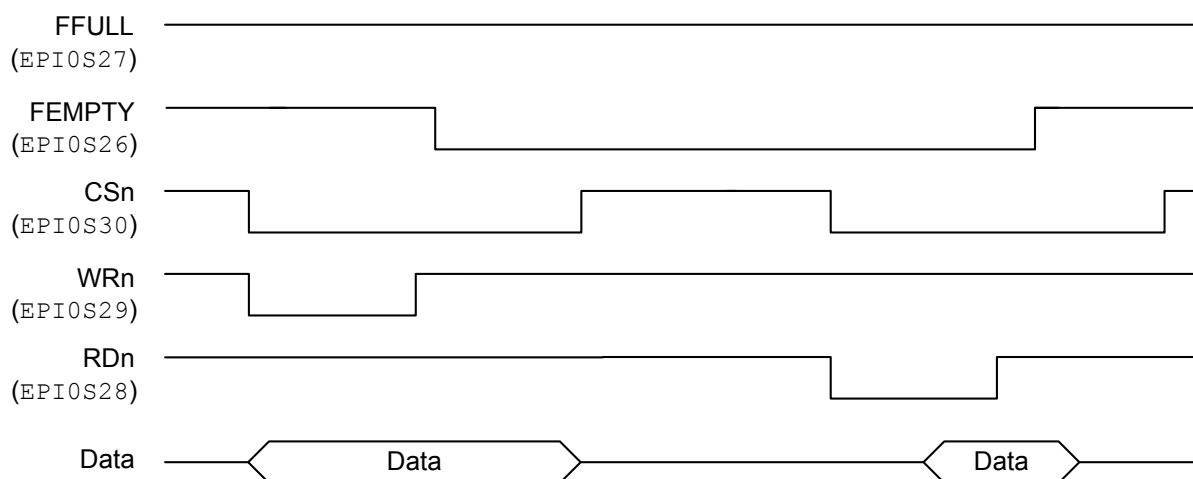 FFULL
(EPI0S27)
FEMPTY
(EPI0S26)
CSn
(EPI0S30)
WRn
(EPI0S29)
RDn
(EPI0S28)
Data Data Data